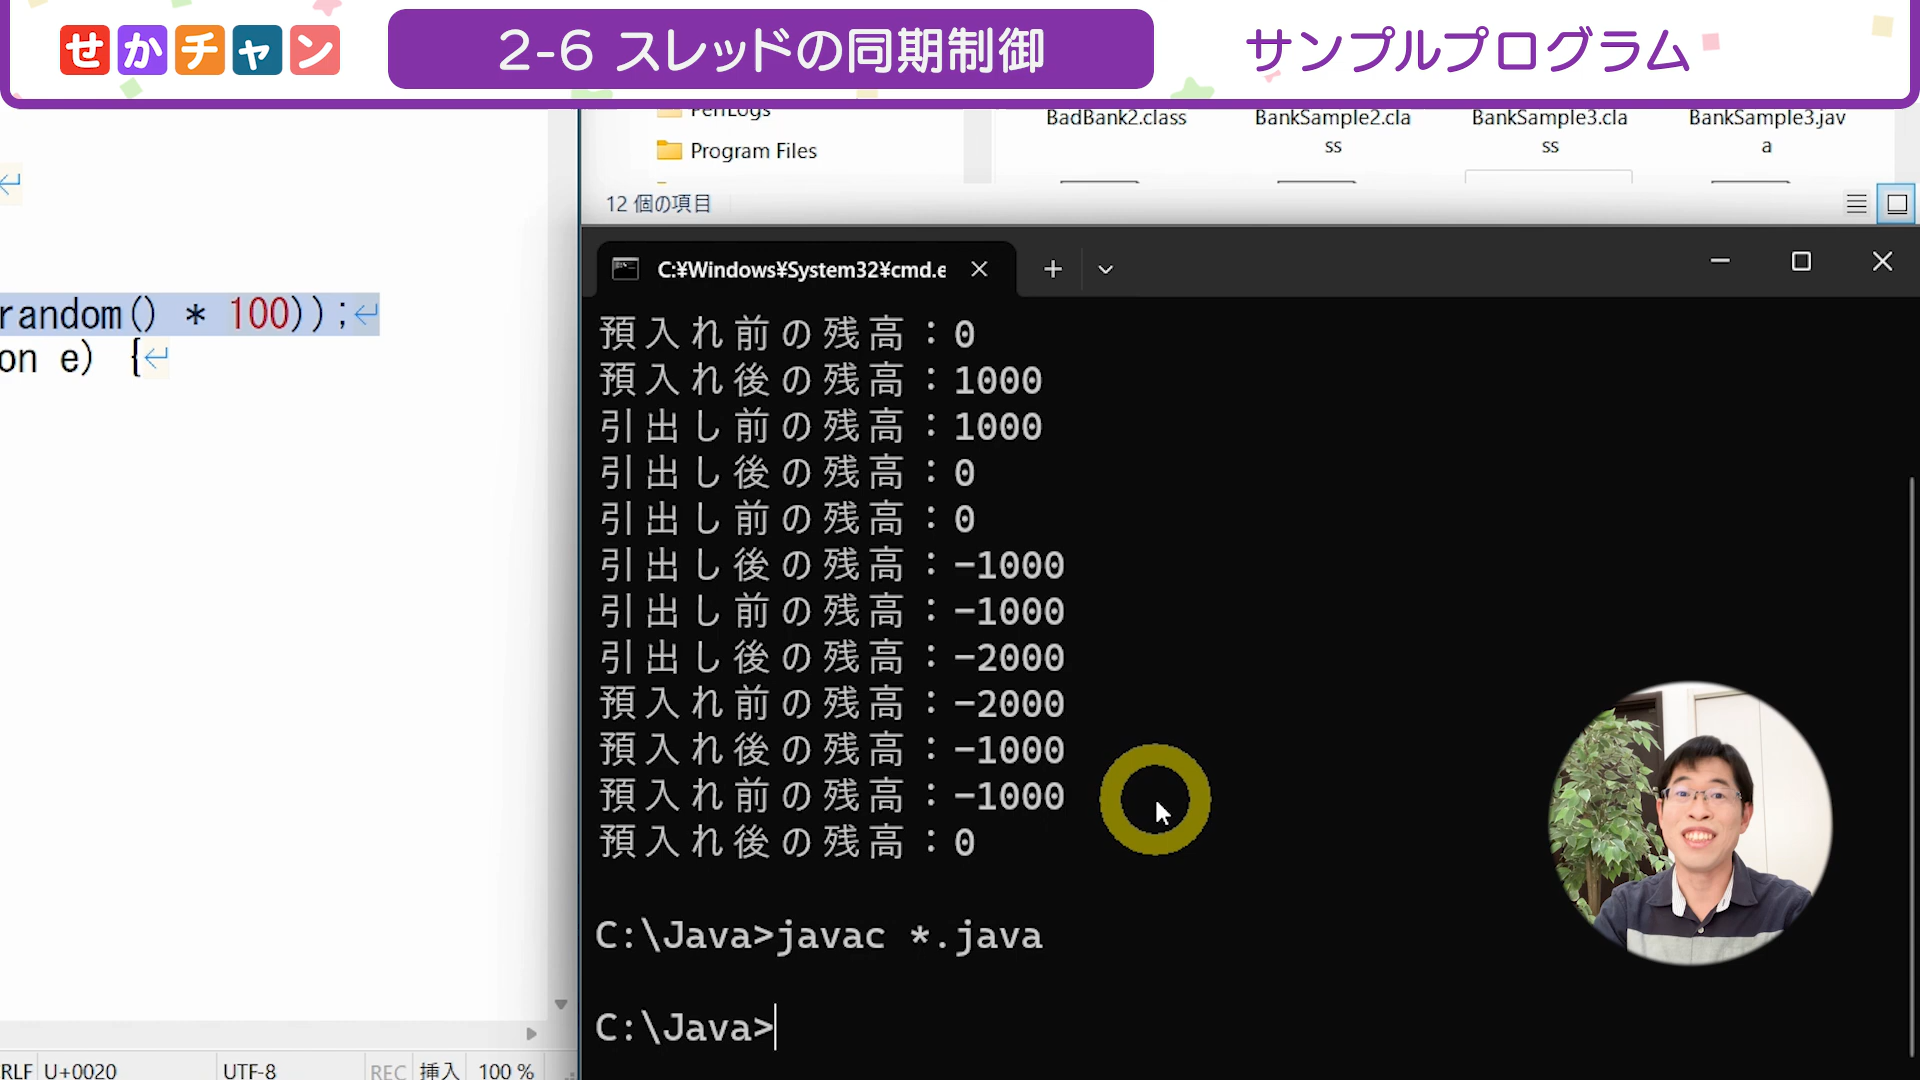 せかチャン
2-6 スレッドの同期制御
サンプルプログラム
PerfLogs
Program Files
BadBank2.class
BankSample2.cla
ss
BankSample3.cla
ss
BankSample3.jav
a
12 個の項目
random() * 100));↵
on e) {↵
C:¥Windows¥System32¥cmd.e
預入れ前の残高：0
預入れ後の残高：1000
引出し前の残高：1000
引出し後の残高：0
引出し前の残高：0
引出し後の残高：-1000
引出し前の残高：-1000
引出し後の残高：-2000
預入れ前の残高：-2000
預入れ後の残高：-1000
預入れ前の残高：-1000
預入れ後の残高：0
C:\Java>javac *.java
C:\Java>
RLF U+0020 UTF-8 REC 挿入 100 %